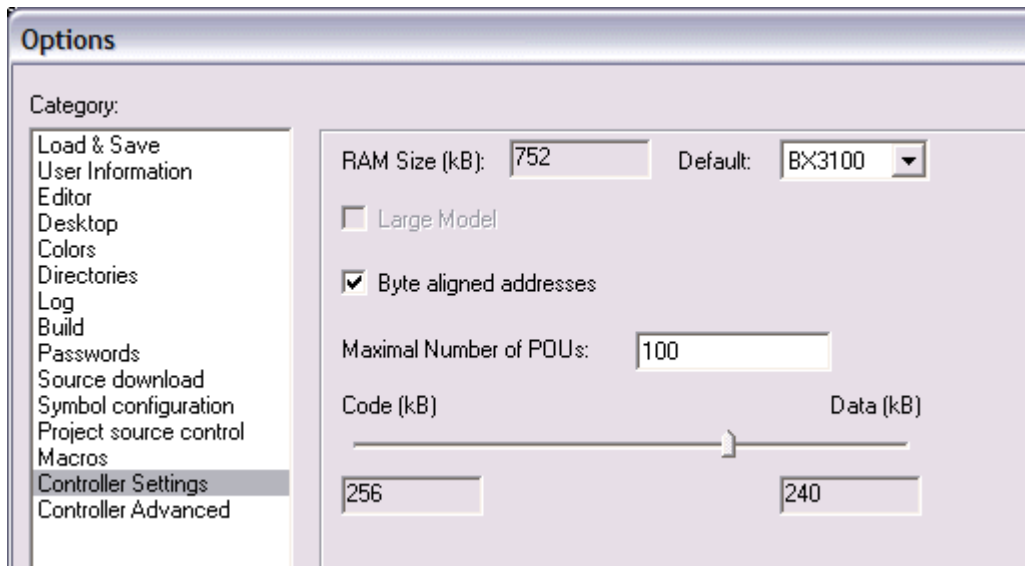 Options
Category:
Load & Save
User Information
Editor
Desktop
Colors
Directories
Log
Build
Passwords
Source download
Symbol configuration
Project source control
Macros
Controller Settings
Controller Advanced
RAM Size (kB): 752 Default: BX3100
Large Model
Byte aligned addresses
Maximal Number of POUs: 100
Code (kB) Data (kB)
256 240